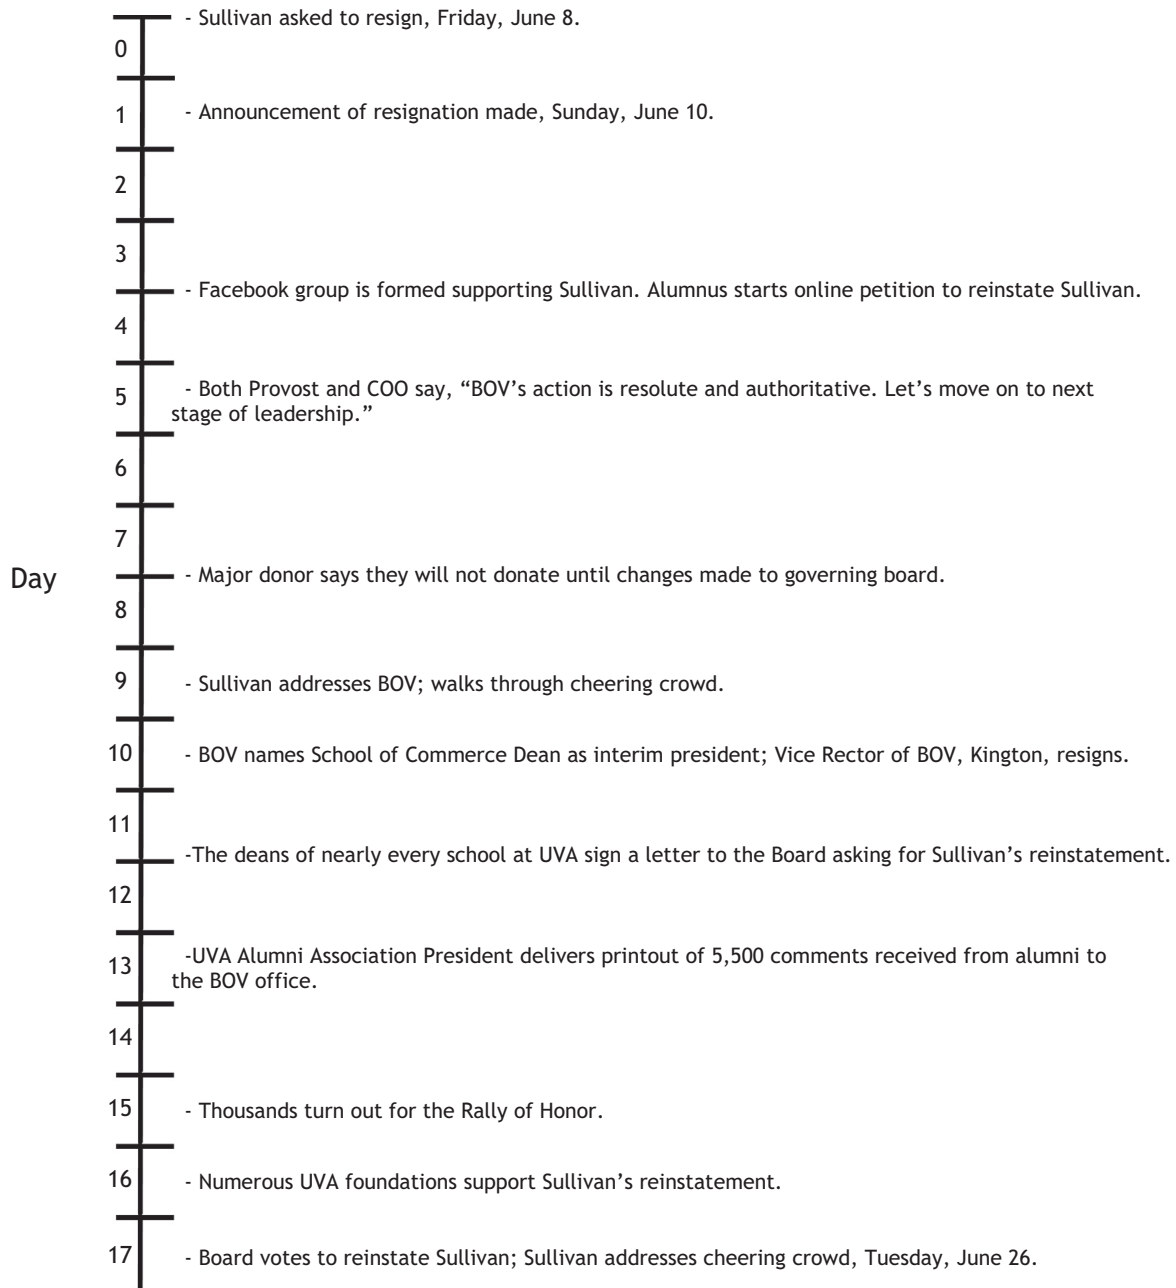 - Sullivan asked to resign, Friday, June 8.
0
1 - Announcement of resignation made, Sunday, June 10.
2
3
- Facebook group is formed supporting Sullivan. Alumnus starts online petition to reinstate Sullivan.
4
5 - Both Provost and COO say, “BOV’s action is resolute and authoritative. Let’s move on to next
stage of leadership.”
6
7
Day - Major donor says they will not donate until changes made to governing board.
8
9 - Sullivan addresses BOV; walks through cheering crowd.
10 - BOV names School of Commerce Dean as interim president; Vice Rector of BOV, Kington, resigns.
11
-The deans of nearly every school at UVA sign a letter to the Board asking for Sullivan’s reinstatement.
12
13 -UVA Alumni Association President delivers printout of 5,500 comments received from alumni to
the BOV office.
14
15 - Thousands turn out for the Rally of Honor.
16 - Numerous UVA foundations support Sullivan’s reinstatement.
17 - Board votes to reinstate Sullivan; Sullivan addresses cheering crowd, Tuesday, June 26.